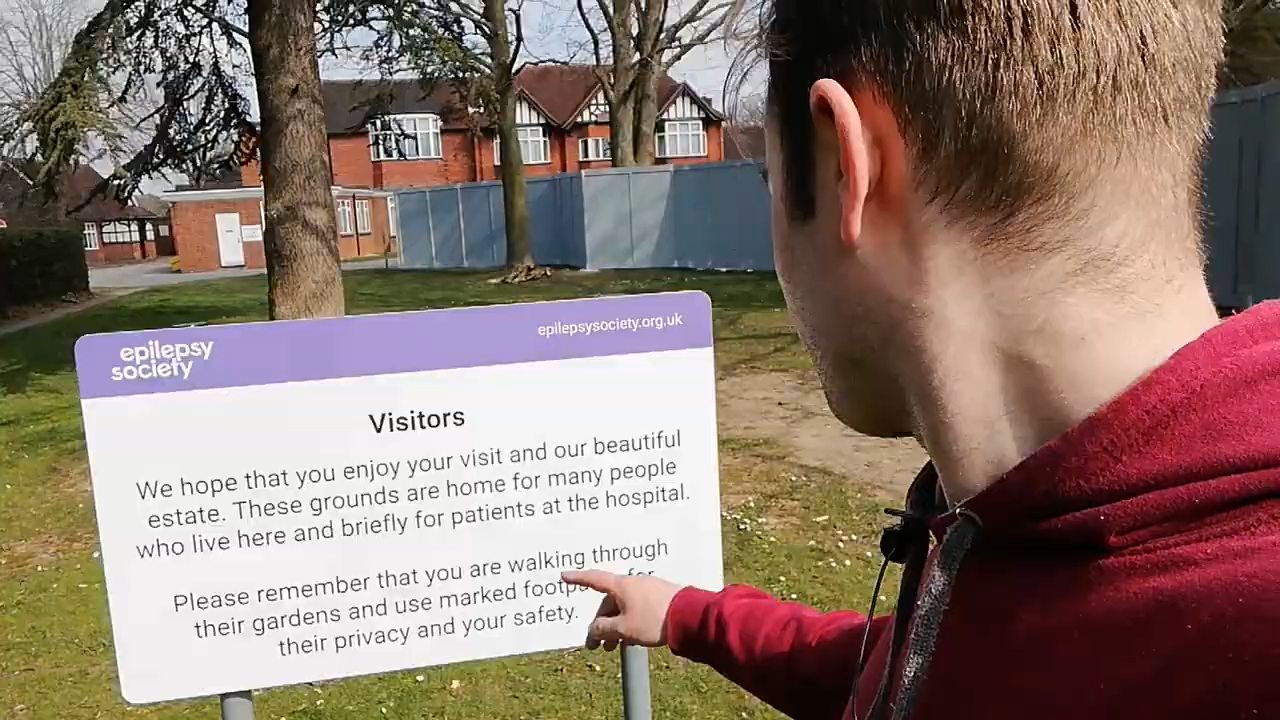 epilepsy
society
epilepsysociety.org.uk
Visitors
We hope that you enjoy your visit and our beautiful
estate. These grounds are home for many people
who live here and briefly for patients at the hospital.
Please remember that you are walking through
their gardens and use marked footpaths for
their privacy and your safety.